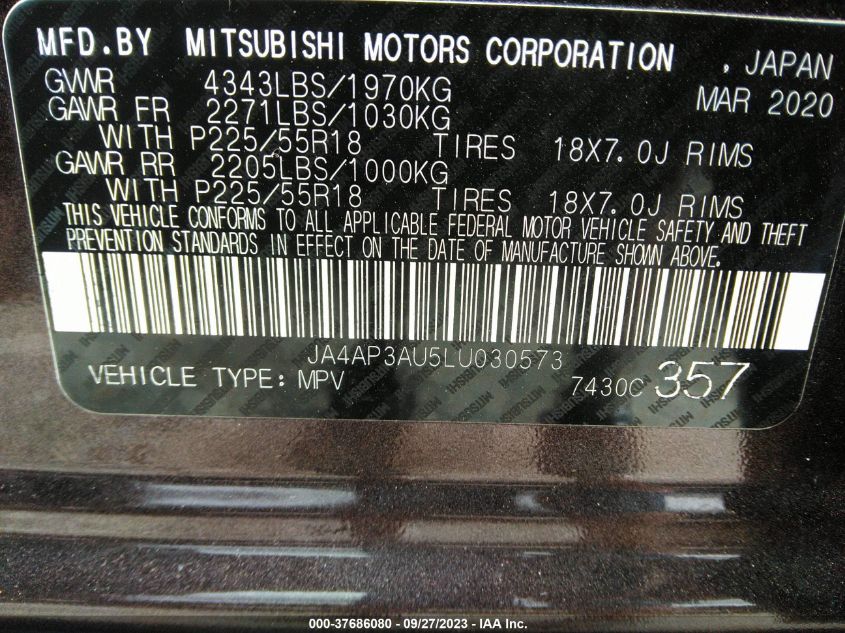 MFD. BY MITSUBISHI MOTORS CORPORATION , JAPAN
GVWR 4343LBS/1970KG MAR 2020
GAWR FR 2271LBS/1030KG
WITH P225/55R18 TIRES 18X7. 0J RIMS
GAWR RR 2205LBS/1000KG
WITH P225/55R18 TIRES 18X7. 0J RIMS
THIS VEHICLE CONFORMS TO ALL APPLICABLE FEDERAL MOTOR VEHICLE SAFETY AND THEFT
PREVENTION STANDARDS IN EFFECT ON THE DATE OF MANUFACTURE SHOWN ABOVE.
JA4AP3AU5LU030573
VEHICLE TYPE: MPV 7430C 357
000-37686080 - 09/27/2023 - IAA Inc.